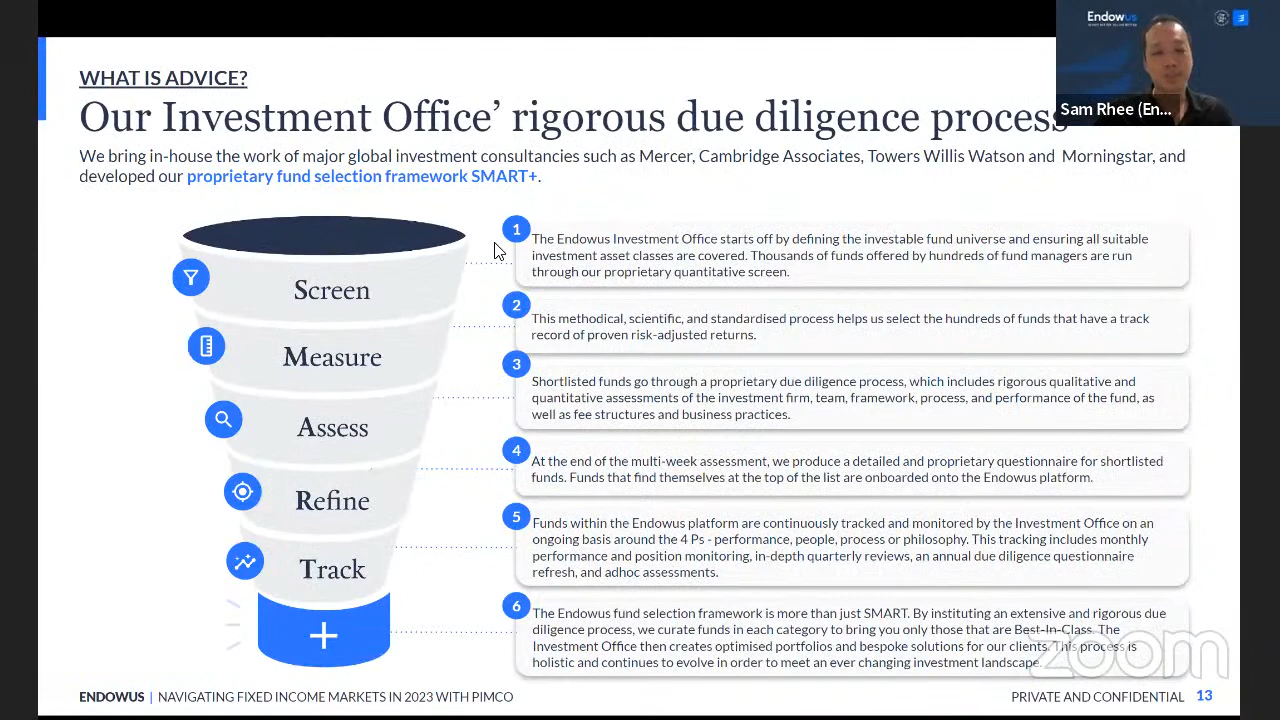 Endowus
Sam Rhee (En...
WHAT IS ADVICE?
Our Investment Office’ rigorous due diligence process
We bring in-house the work of major global investment consultancies such as Mercer, Cambridge Associates, Towers Willis Watson and Morningstar, and
developed our proprietary fund selection framework SMART+.
Screen
Measure
Assess
Refine
Track
+
1
The Endowus Investment Office starts off by defining the investable fund universe and ensuring all suitable
investment asset classes are covered. Thousands of funds offered by hundreds of fund managers are run
through our proprietary quantitative screen.
2
This methodical, scientific, and standardised process helps us select the hundreds of funds that have a track
record of proven risk-adjusted returns.
3
Shortlisted funds go through a proprietary due diligence process, which includes rigorous qualitative and
quantitative assessments of the investment firm, team, framework, process, and performance of the fund, as
well as fee structures and business practices.
4
At the end of the multi-week assessment, we produce a detailed and proprietary questionnaire for shortlisted
funds. Funds that find themselves at the top of the list are onboarded onto the Endowus platform.
5
Funds within the Endowus platform are continuously tracked and monitored by the Investment Office on an
ongoing basis around the 4 Ps - performance, people, process or philosophy. This tracking includes monthly
performance and position monitoring, in-depth quarterly reviews, an annual due diligence questionnaire
refresh, and adhoc assessments.
6
The Endowus fund selection framework is more than just SMART. By instituting an extensive and rigorous due
diligence process, we curate funds in each category to bring you only those that are Best-In-Class. The
Investment Office then creates optimised portfolios and bespoke solutions for our clients. This process is
holistic and continues to evolve in order to meet an ever changing investment landscape.
zoom
ENDOWUS | NAVIGATING FIXED INCOME MARKETS IN 2023 WITH PIMCO
PRIVATE AND CONFIDENTIAL 13